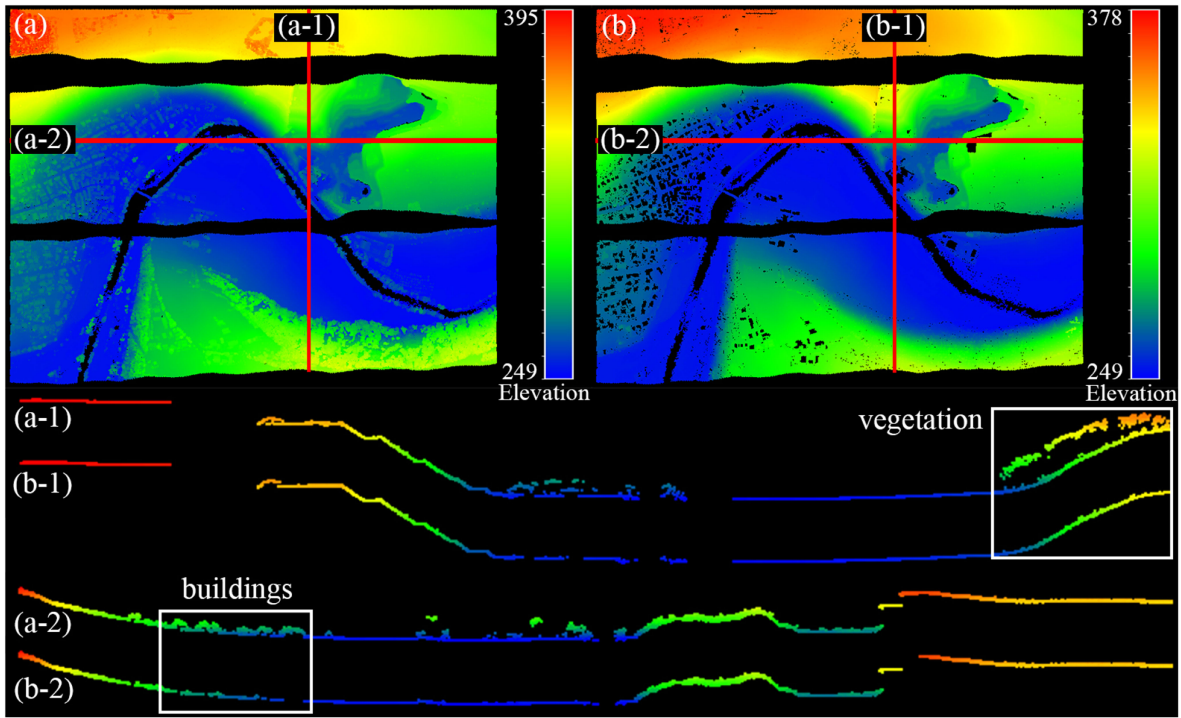 (a) (a-1) 395 (b) (b-1) 378
(a-2) (b-2)
249 249
Elevation Elevation
(a-1) vegetation
(b-1)
buildings
(a-2)
(b-2)